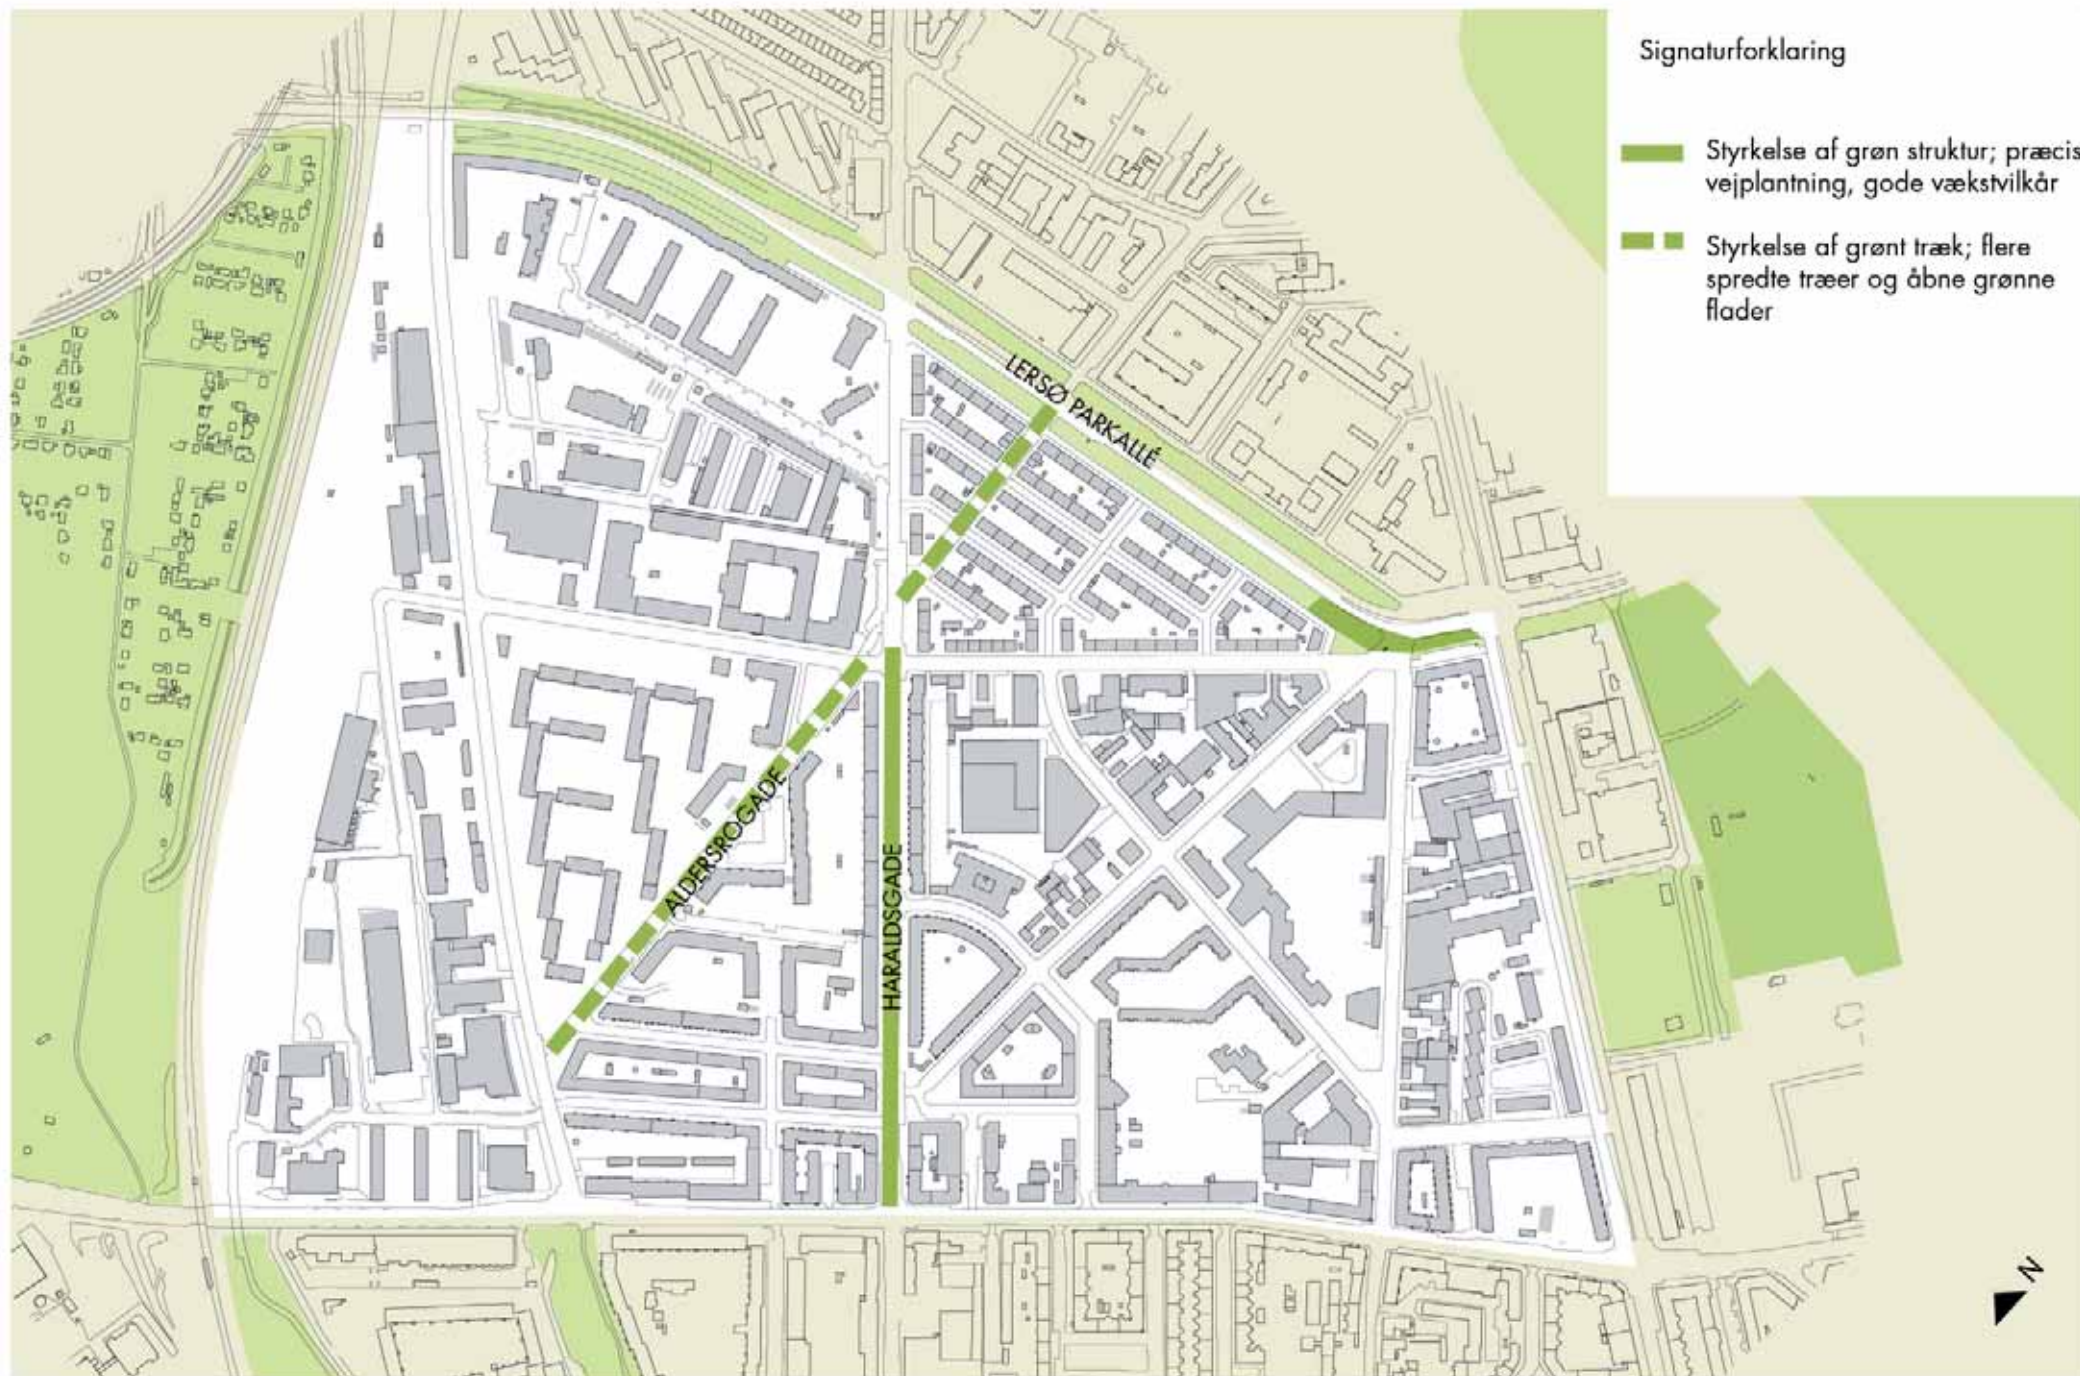 Signaturforklaring
Styrkelse af grøn struktur; præcis
vejplantning, gode vækstvilkår
Styrkelse af grønt træk; flere
spredte træer og åbne grønne
flader
LERSØ PARKALLÉ
ALDERSROGADE
HARALDSGADE
N